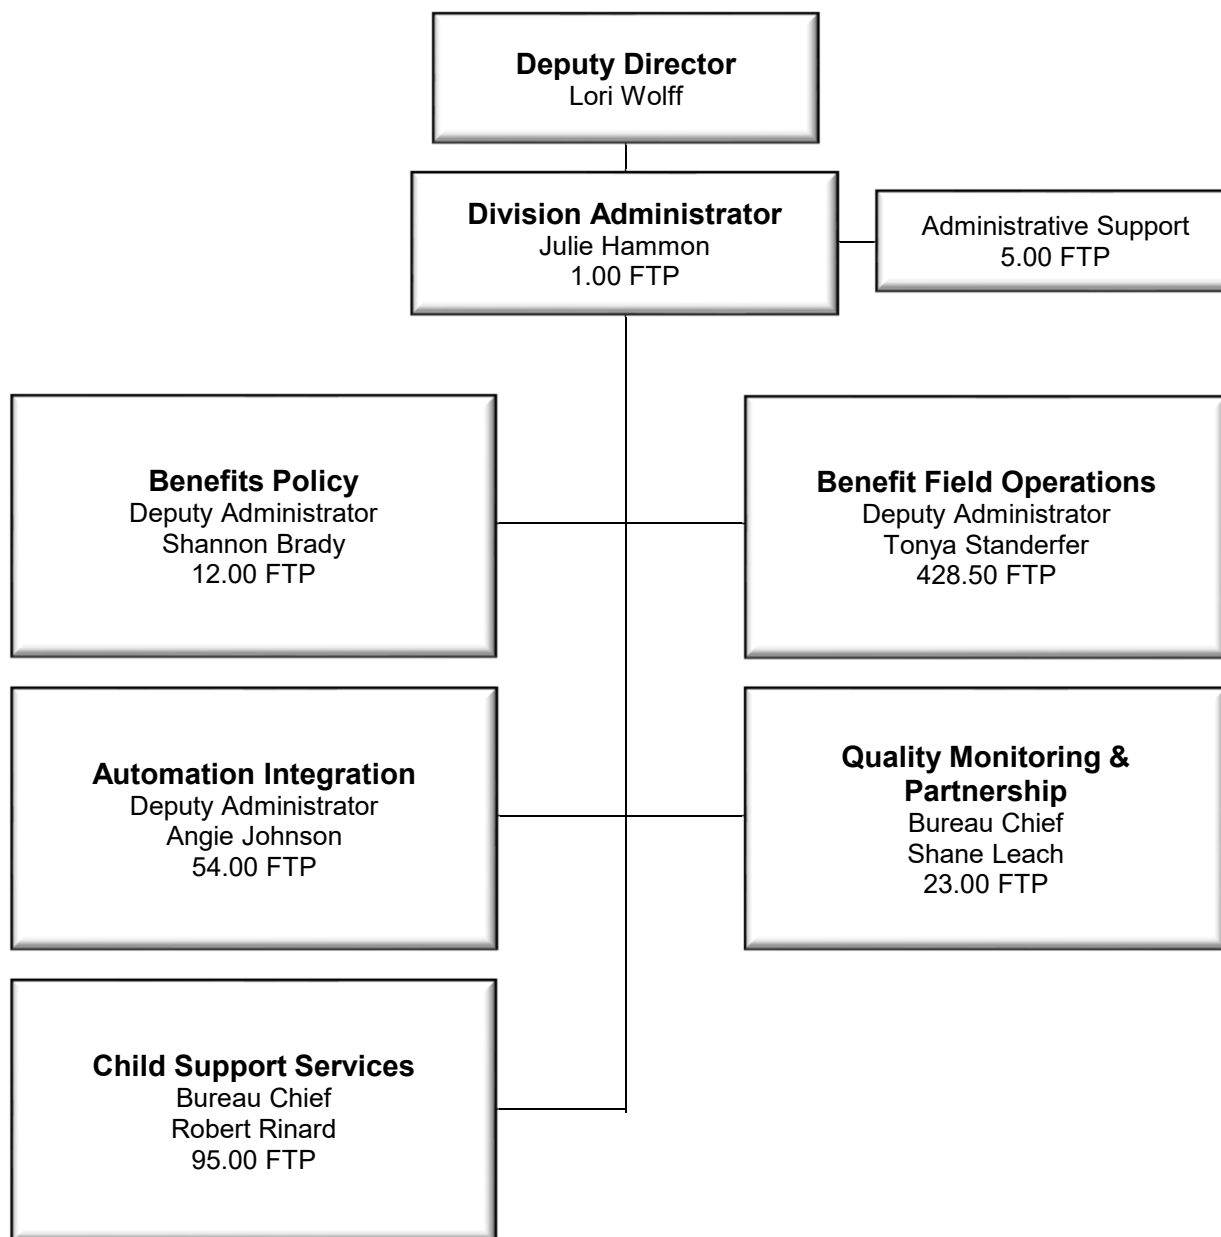 Deputy Director
Lori Wolff
Division Administrator
Julie Hammon
1.00 FTP
Administrative Support
5.00 FTP
Benefits Policy
Deputy Administrator
Shannon Brady
12.00 FTP
Benefit Field Operations
Deputy Administrator
Tonya Standerfer
428.50 FTP
Automation Integration
Deputy Administrator
Angie Johnson
54.00 FTP
Quality Monitoring &
Partnership
Bureau Chief
Shane Leach
23.00 FTP
Child Support Services
Bureau Chief
Robert Rinard
95.00 FTP